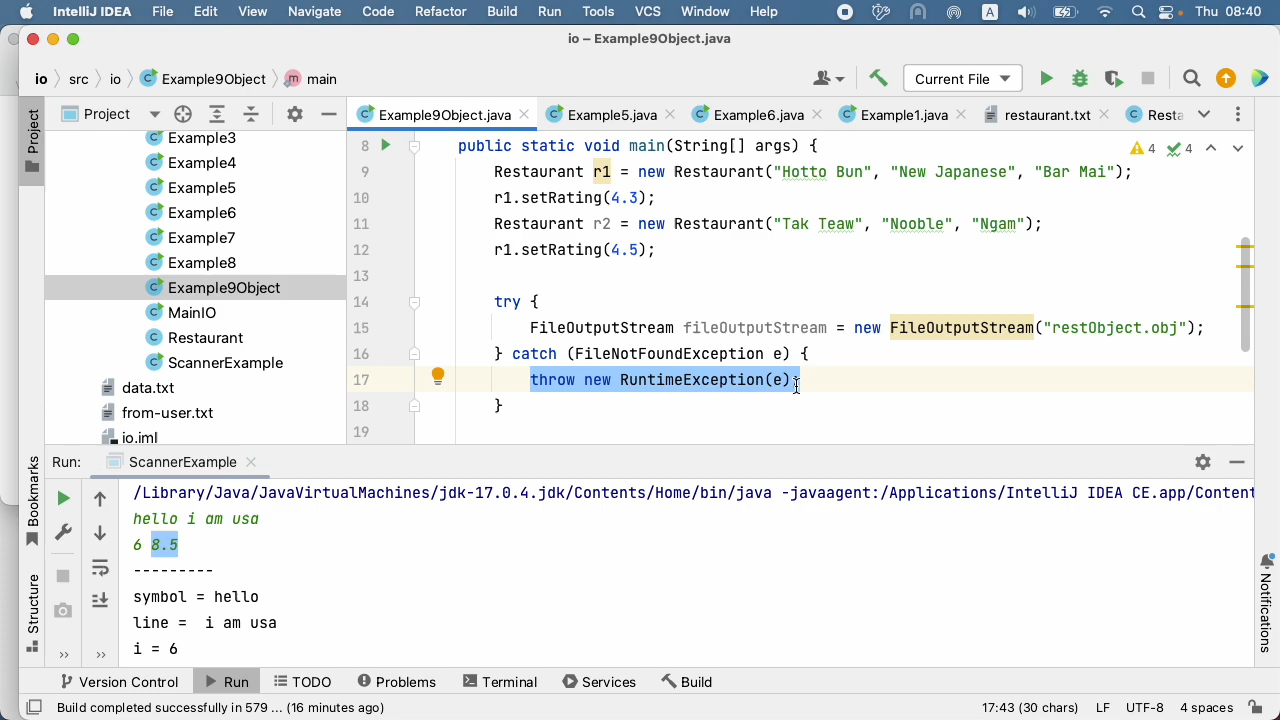 IntelliJ IDEA File Edit View Navigate Code Refactor Build Run Tools VCS Window Help A Thu 08:40
io – Example9Object.java
io src io Example9Object main Current File
Project Example9Object.java Example5.java Example6.java Example1.java restaurant.txt Resta
Project
Example3
Example4
Example5
Example6
Example7
Example8
Example9Object
MainIO
Restaurant
ScannerExample
data.txt
from-user.txt
io.iml
4 4
8 public static void main(String[] args) {
9 Restaurant r1 = new Restaurant("Hotto Bun", "New Japanese", "Bar Mai");
10 r1.setRating(4.3);
11 Restaurant r2 = new Restaurant("Tak Teaw", "Nooble", "Ngam");
12 r1.setRating(4.5);
13
14 try {
15 FileOutputStream fileOutputStream = new FileOutputStream("restObject.obj");
16 } catch (FileNotFoundException e) {
17 throw new RuntimeException(e);
18 }
19
Run: ScannerExample
/Library/Java/JavaVirtualMachines/jdk-17.0.4.jdk/Contents/Home/bin/java -javaagent:/Applications/IntelliJ IDEA CE.app/Content
hello i am usa
6 8.5
---------
symbol = hello
line =  i am usa
i = 6
Bookmarks
Structure
Notifications
Version Control Run TODO Problems Terminal Services Build
Build completed successfully in 579 ... (16 minutes ago) 17:43 (30 chars) LF UTF-8 4 spaces